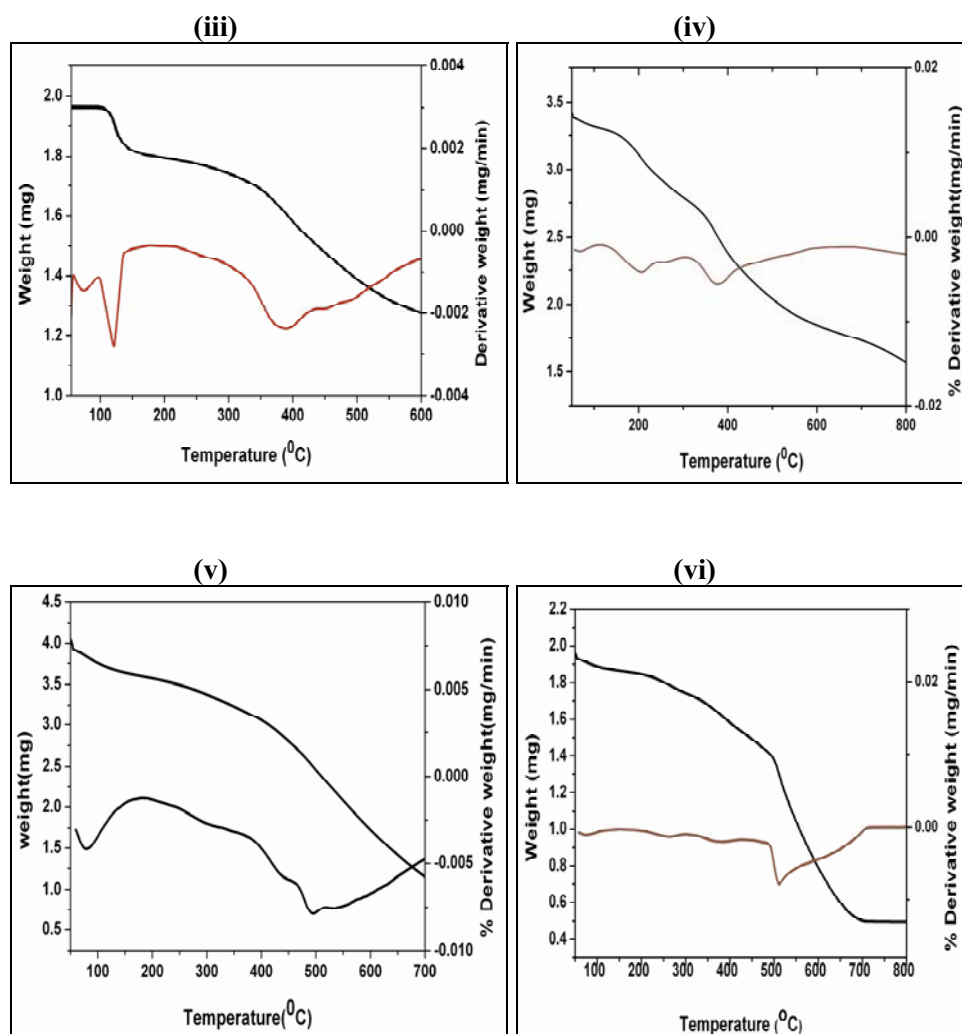 (iii)
(iv)
2.0
1.8
1.6
1.4
1.2
1.0
Weight (mg)
0.004
0.002
0.000
-0.002
-0.004
Derivative weight (mg/min)
100 200 300 400 500 600
Temperature (⁰C)
3.5
3.0
2.5
2.0
1.5
Weight (mg)
0.02
0.00
-0.02
% Derivative weight(mg/min)
200 400 600 800
Temperature (⁰C)
(v)
(vi)
4.5
4.0
3.5
3.0
2.5
2.0
1.5
1.0
0.5
weight(mg)
0.010
0.005
0.000
-0.005
-0.010
% Derivative weight(mg/min)
100 200 300 400 500 600 700
Temperature(⁰C)
2.2
2.0
1.8
1.6
1.4
1.2
1.0
0.8
0.6
0.4
Weight (mg)
0.02
0.00
% Derivative weight (mg/min)
100 200 300 400 500 600 700 800
Temperature (⁰C)